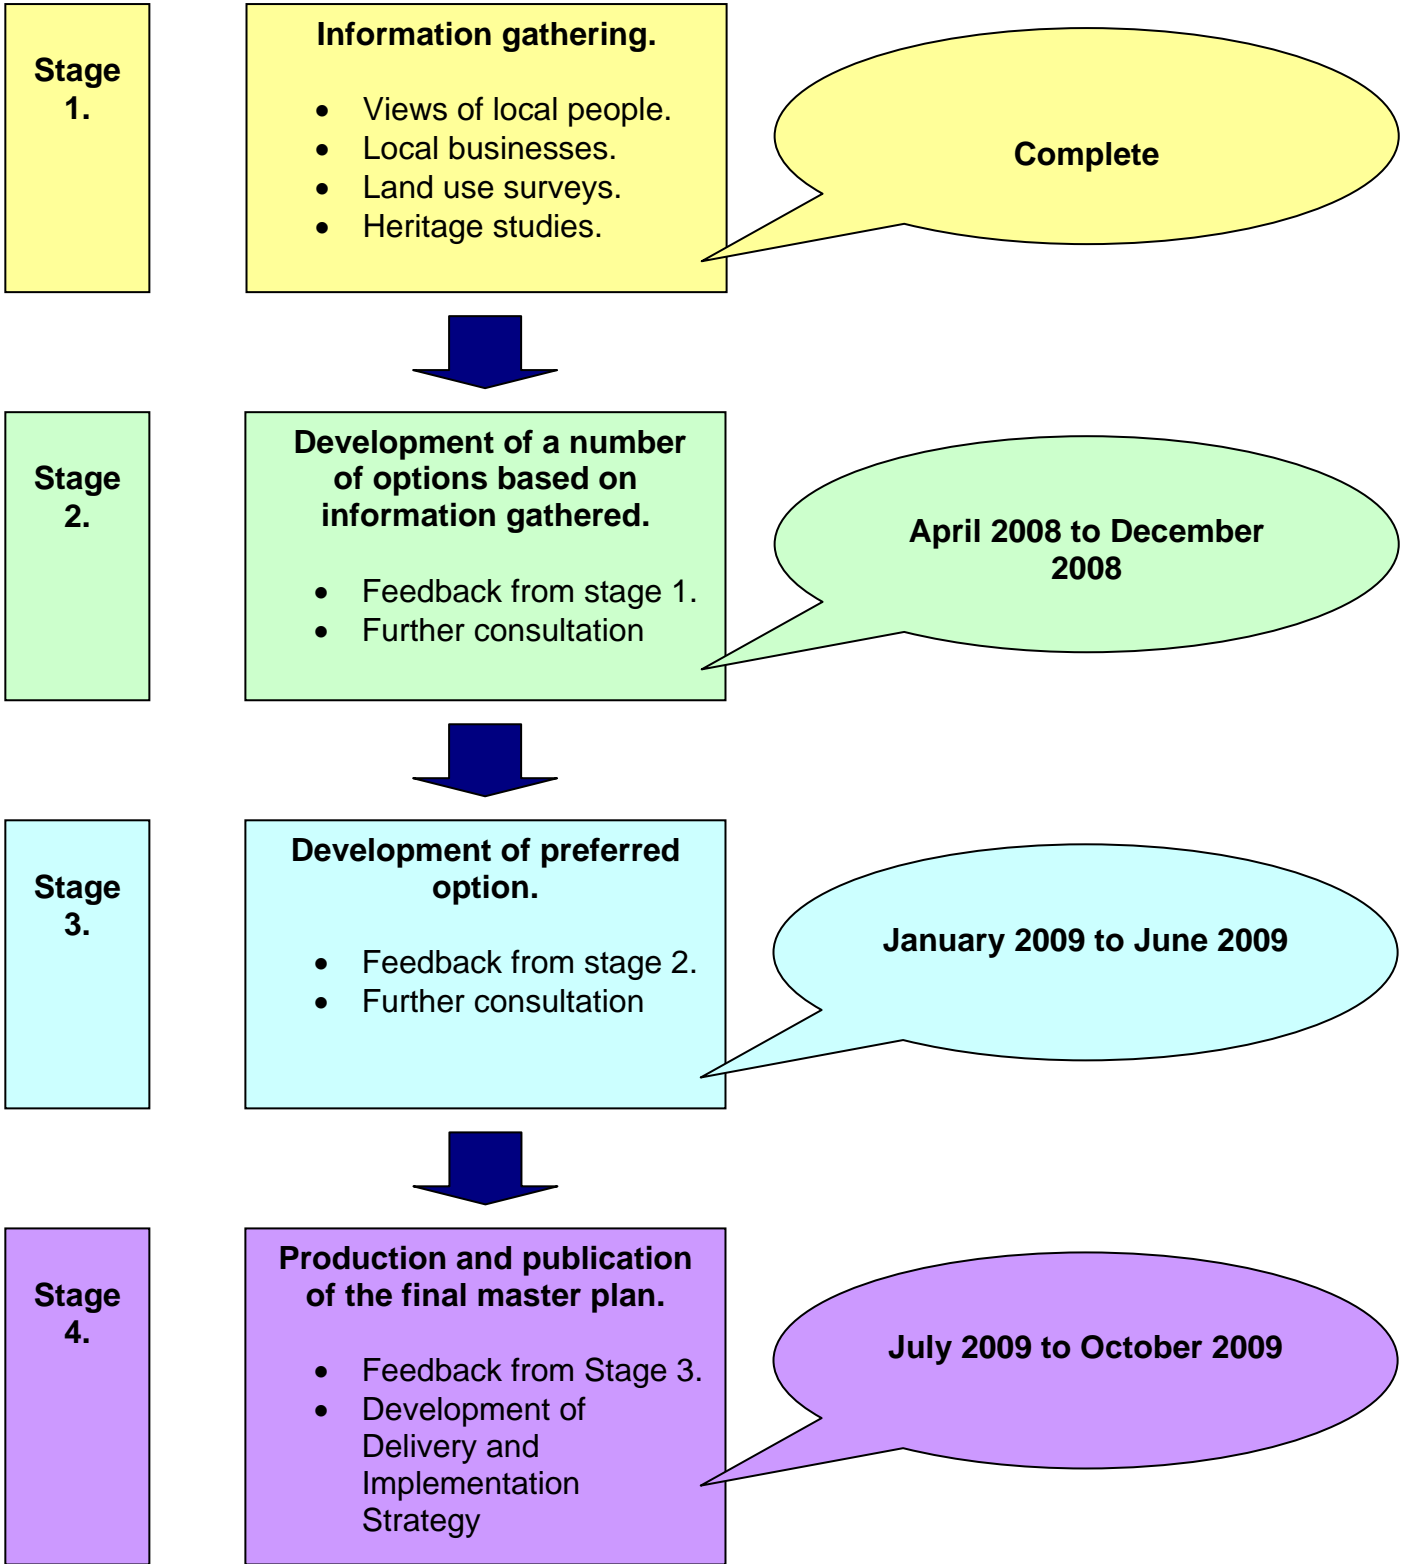 Stage
1.
Information gathering.
• Views of local people.
• Local businesses.
• Land use surveys.
• Heritage studies.
Complete
Stage
2.
Development of a number
of options based on
information gathered.
• Feedback from stage 1.
• Further consultation
April 2008 to December
2008
Stage
3.
Development of preferred
option.
• Feedback from stage 2.
• Further consultation
January 2009 to June 2009
Stage
4.
Production and publication
of the final master plan.
• Feedback from Stage 3.
• Development of
Delivery and
Implementation
Strategy
July 2009 to October 2009